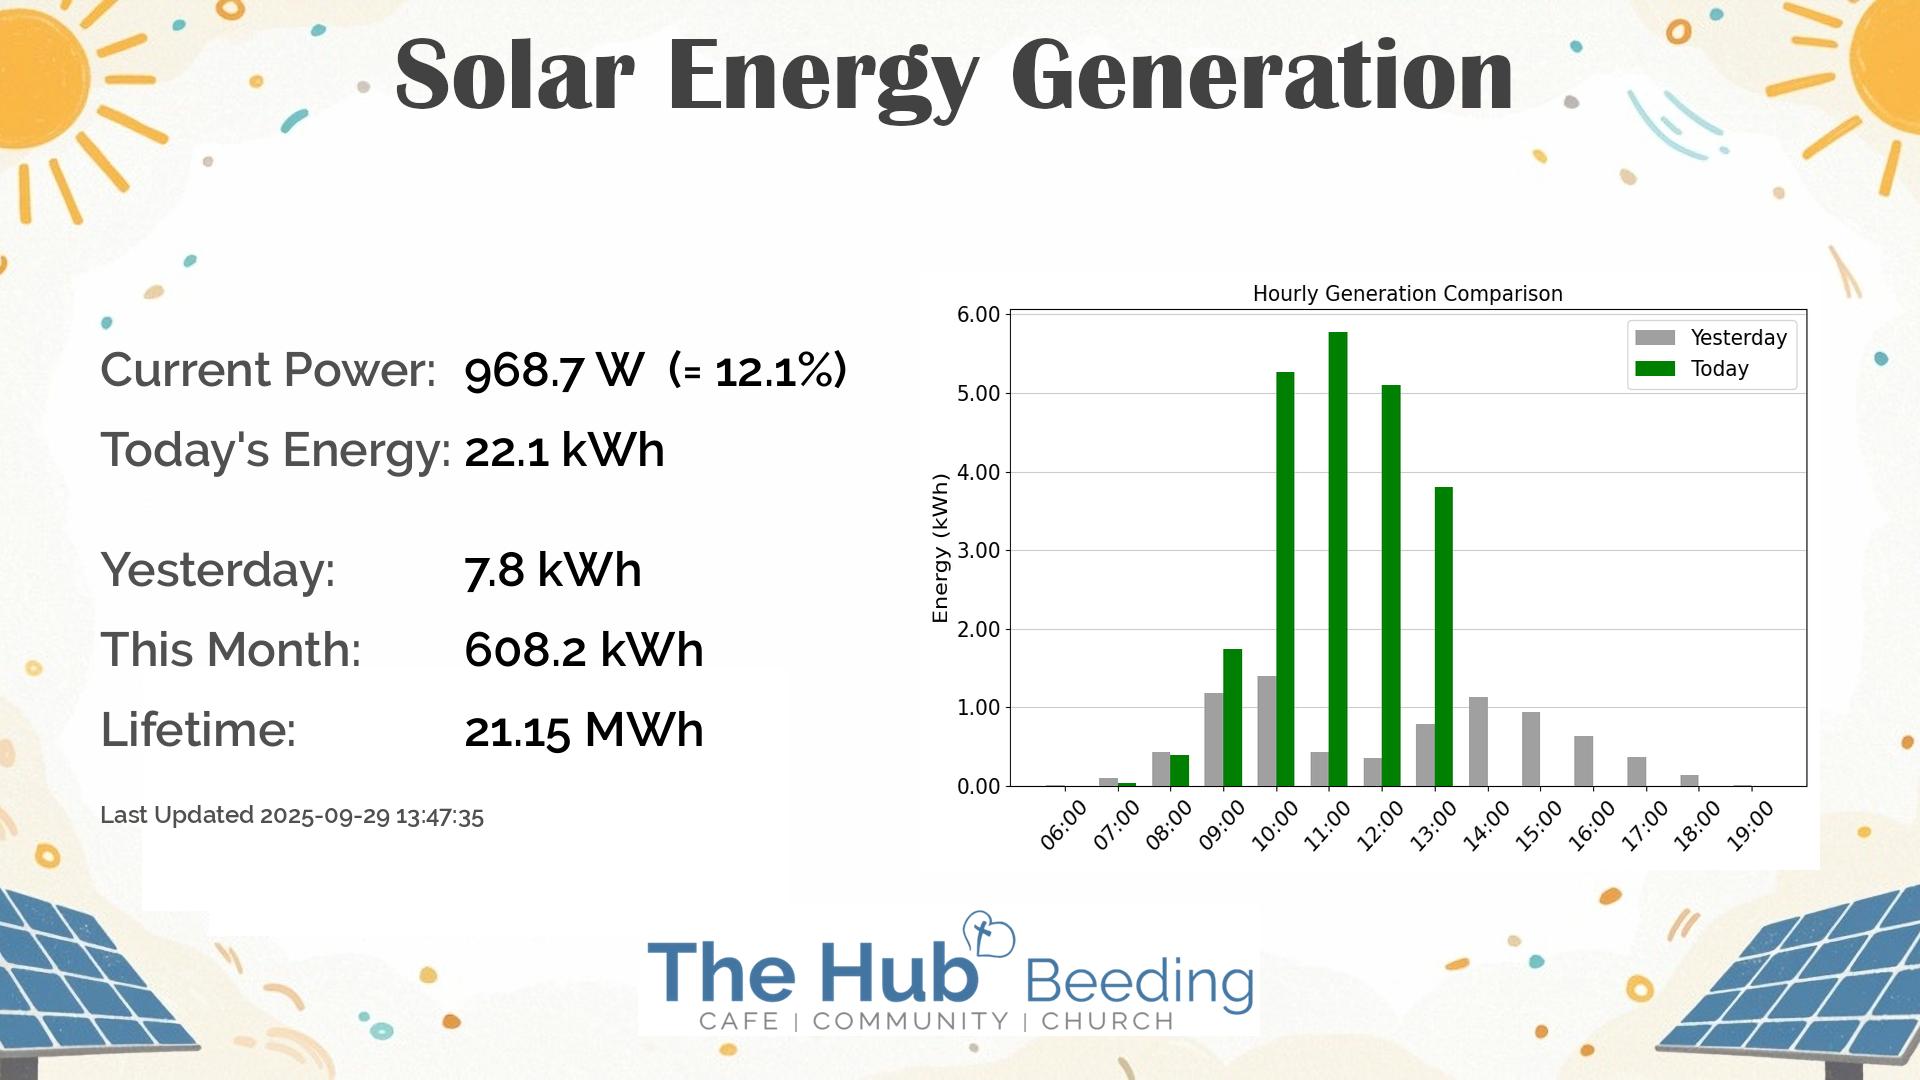 Solar Energy Generation
Current Power: 968.7 W (= 12.1%)
Today's Energy: 22.1 kWh
Yesterday: 7.8 kWh
This Month: 608.2 kWh
Lifetime: 21.15 MWh
Last Updated 2025-09-29 13:47:35
Hourly Generation Comparison
Yesterday
Today
Energy (kWh)
6.00
5.00
4.00
3.00
2.00
1.00
0.00
06:00 07:00 08:00 09:00 10:00 11:00 12:00 13:00 14:00 15:00 16:00 17:00 18:00 19:00
The Hub Beeding
CAFE | COMMUNITY | CHURCH